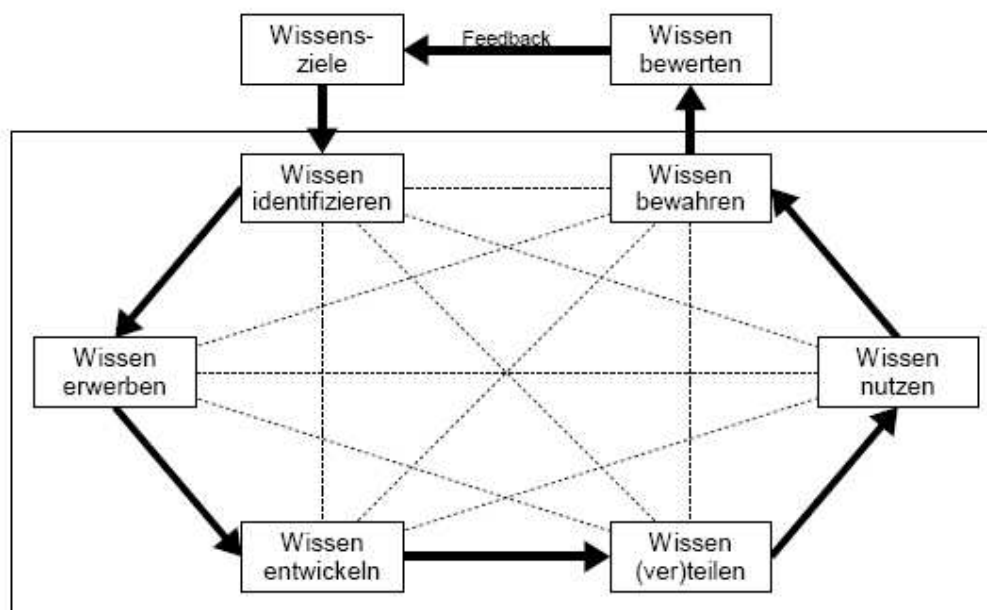 Wissens-
ziele
Feedback
Wissen
bewerten
Wissen
identifizieren
Wissen
bewahren
Wissen
erwerben
Wissen
nutzen
Wissen
entwickeln
Wissen
(ver)teilen